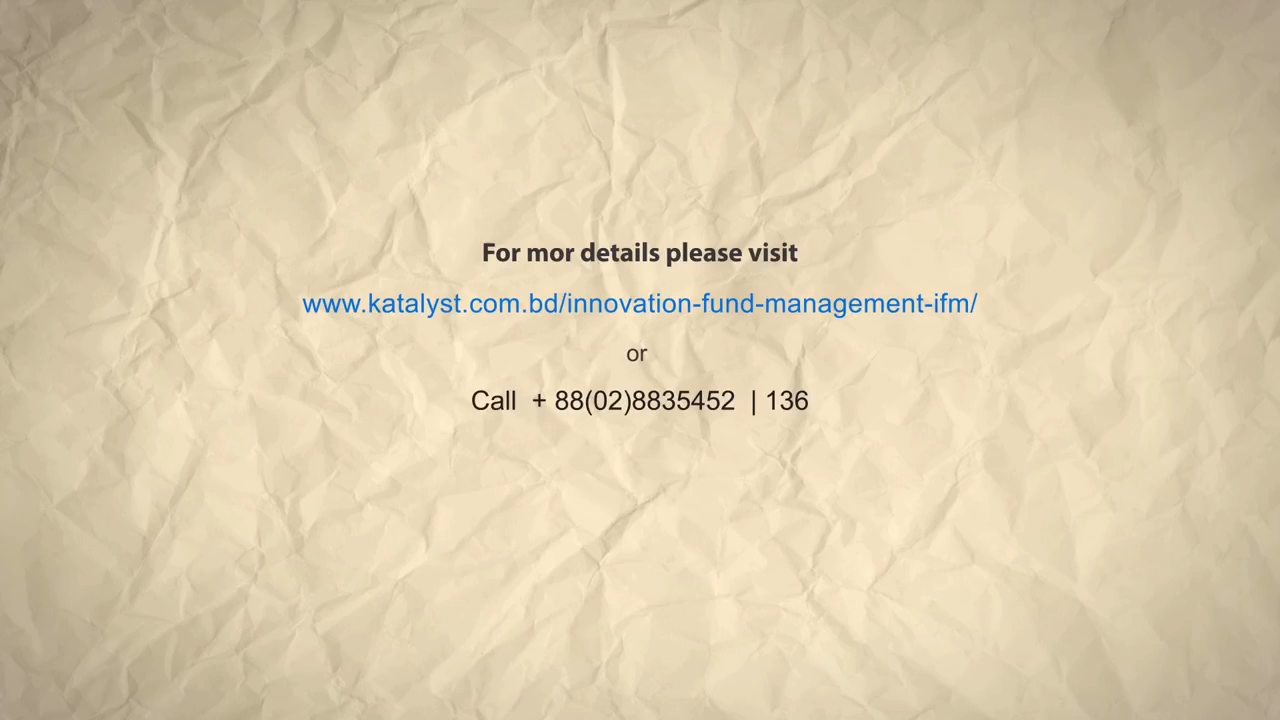 For mor details please visit
www.katalyst.com.bd/innovation-fund-management-ifm/
or
Call + 88(02)8835452 | 136